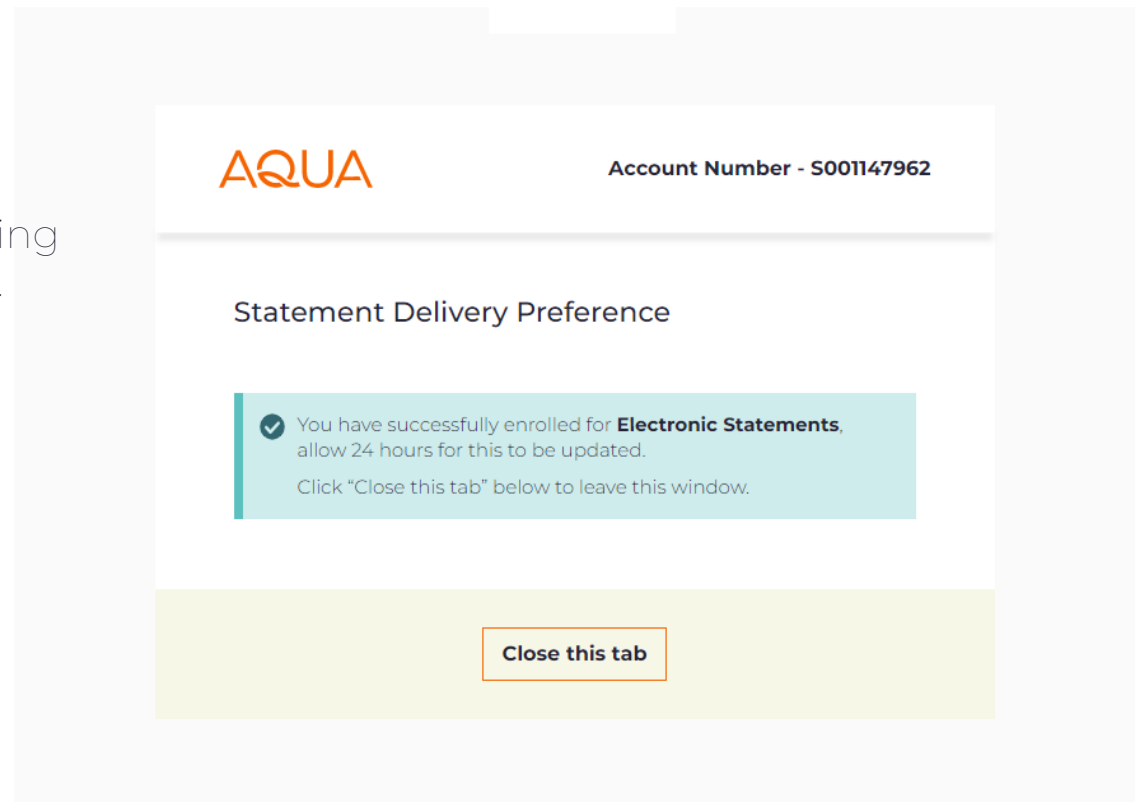 AQUA
Account Number - S001147962
ing
Statement Delivery Preference
You have successfully enrolled for Electronic Statements,
allow 24 hours for this to be updated.
Click “Close this tab” below to leave this window.
Close this tab